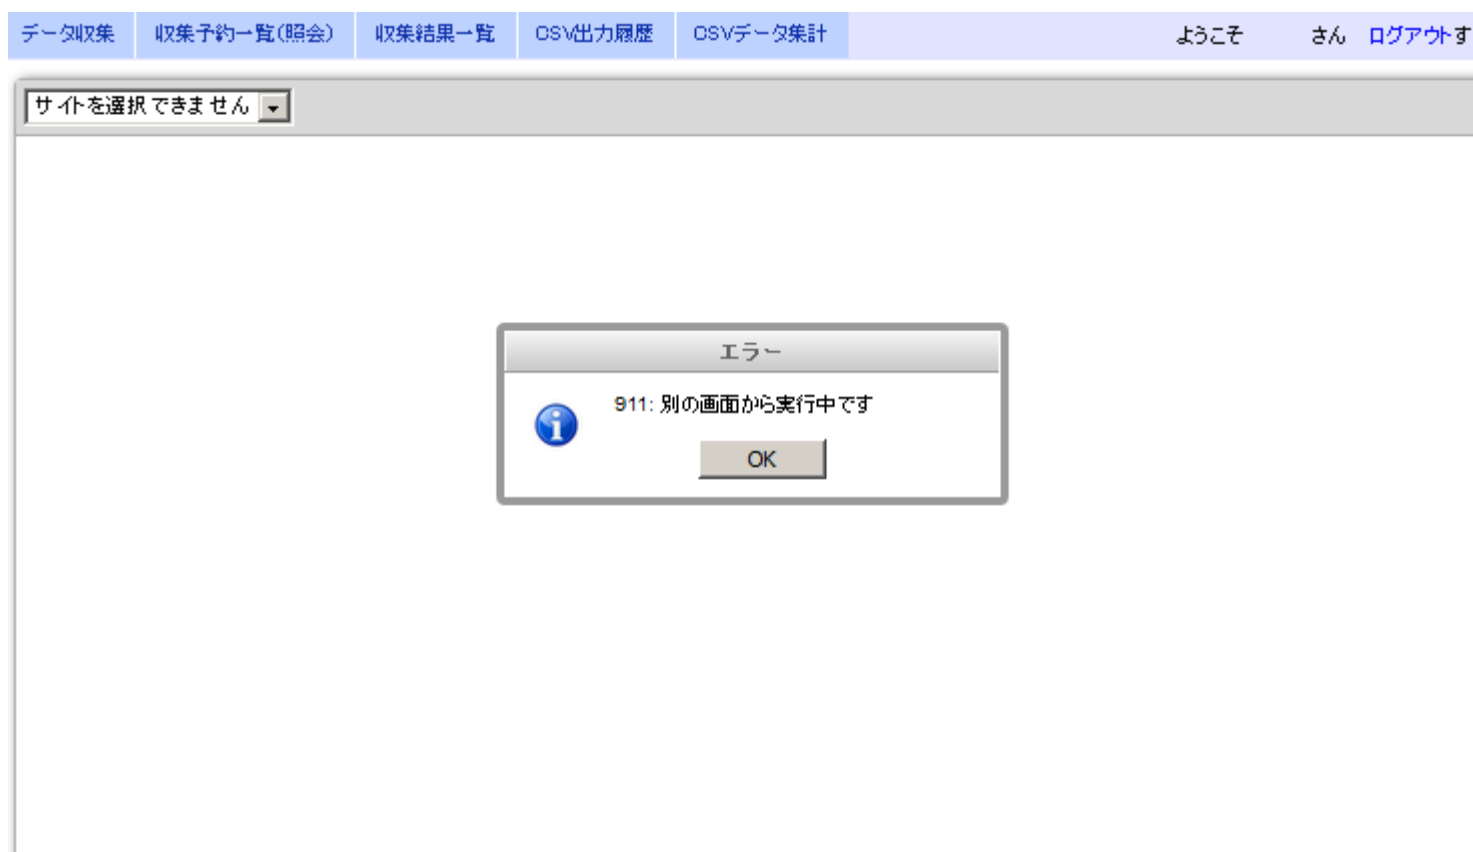 データ収集 収集予約一覧(照会) 収集結果一覧 CSV出力履歴 CSVデータ集計 ようこそ さん ログアウトす
サイトを選択できません
エラー
911: 別の画面から実行中です
OK